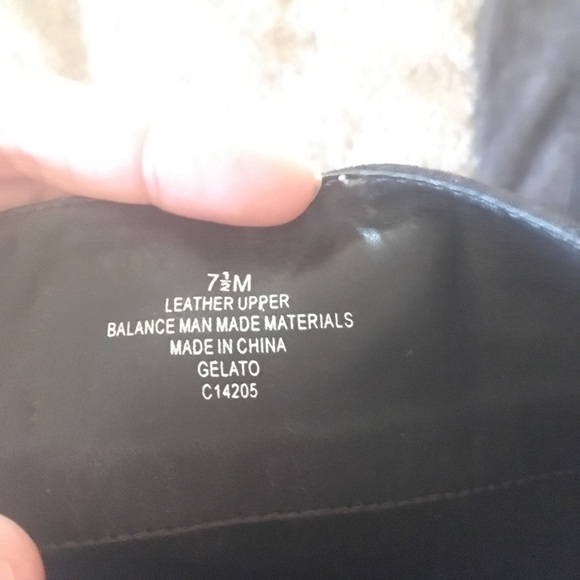 7½M
LEATHER UPPER
BALANCE MAN MADE MATERIALS
MADE IN CHINA
GELATO
C14205